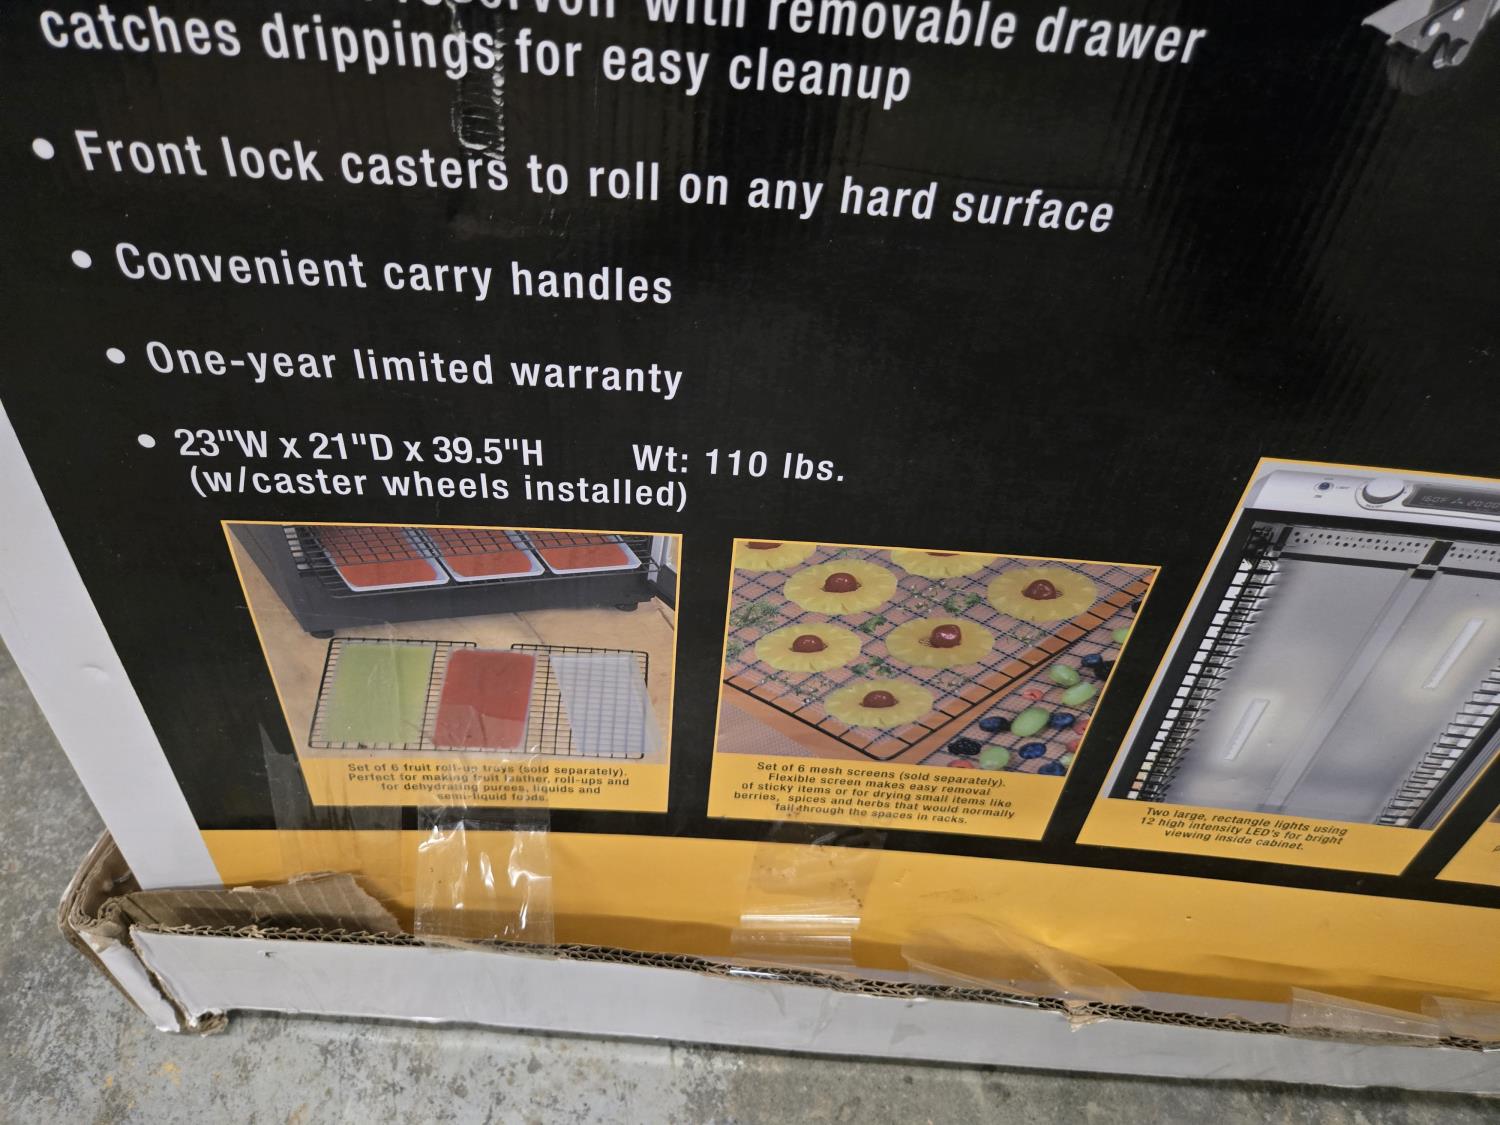 with removable drawer
catches drippings for easy cleanup
• Front lock casters to roll on any hard surface
• Convenient carry handles
• One-year limited warranty
• 23"W x 21"D x 39.5"H Wt: 110 lbs.
(w/caster wheels installed)
Set of 6 fruit roll-up trays (sold separately).
Perfect for making fruit leather, roll-ups and
for dehydrating purees, liquids and
semi-liquid foods.
Set of 6 mesh screens (sold separately).
Flexible screen makes easy removal
of sticky items or for drying small items like
berries, spices and herbs that would normally
fall through the spaces in racks.
Two large, rectangle lights using
12 high intensity LED's for bright
viewing inside cabinet.